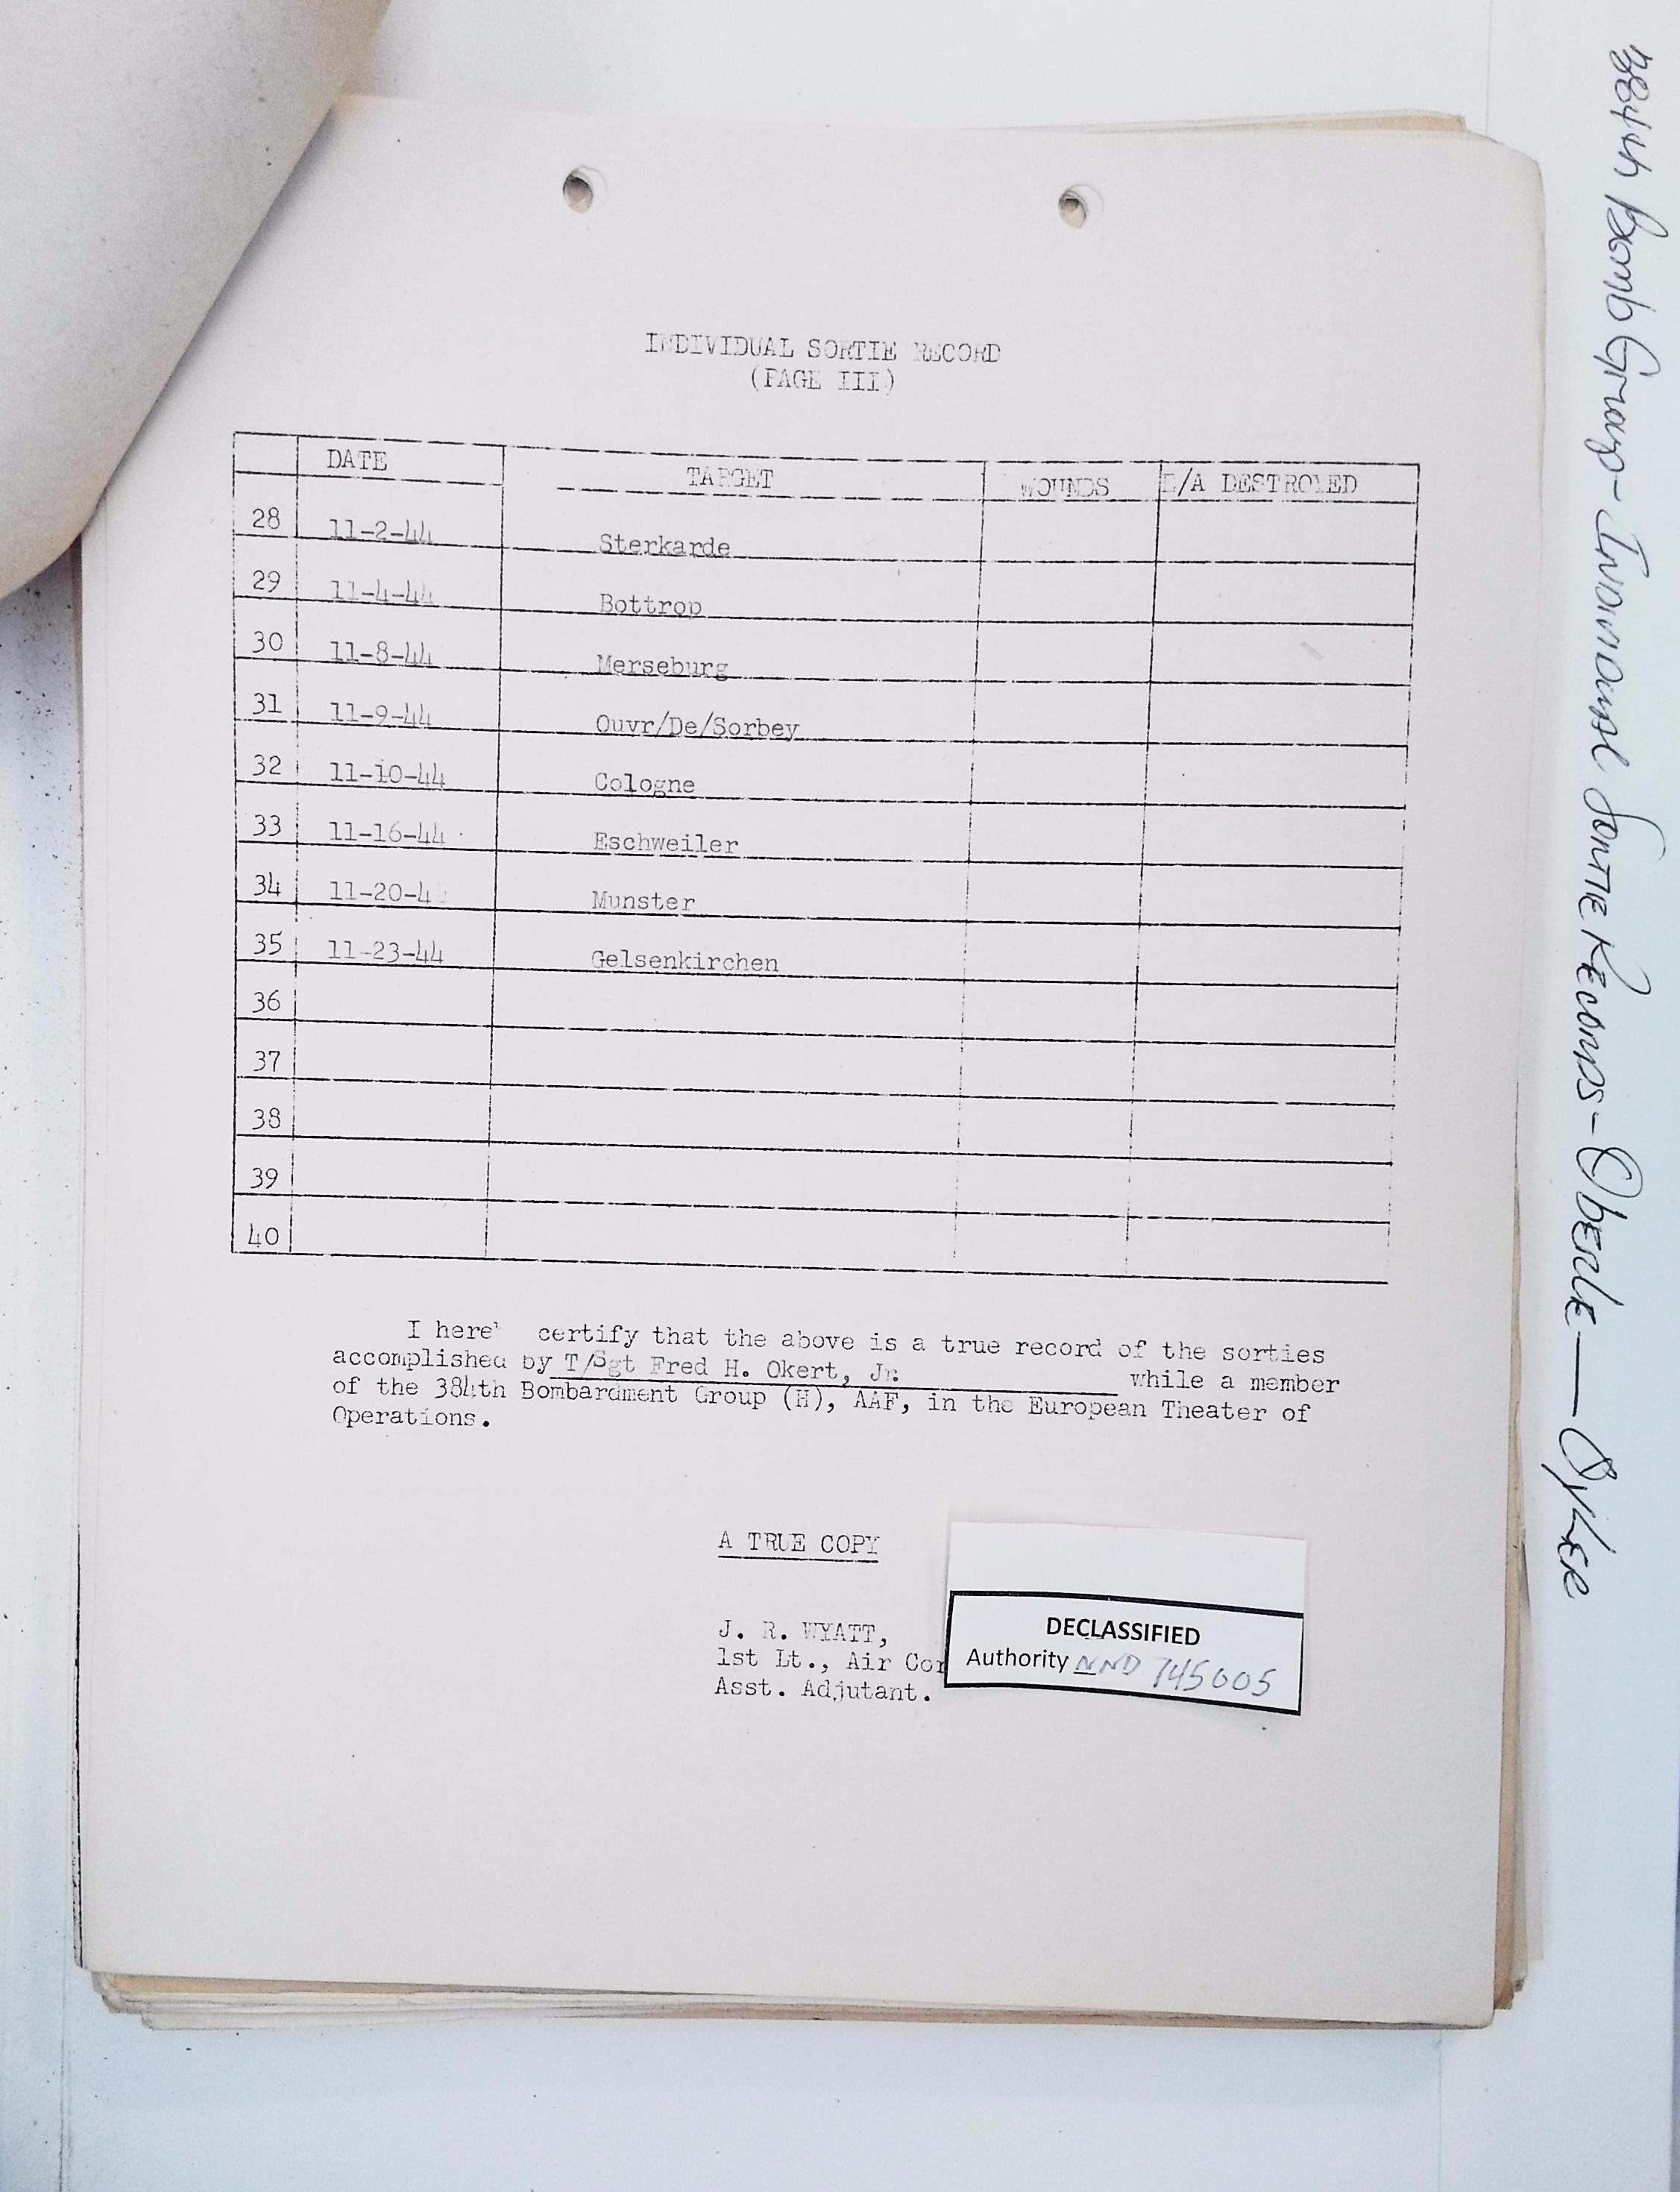 INDIVIDUAL SORTIE RECORD
(PAGE III)
DATE TARGET WOUNDS E/A DESTROYED
28 11-2-44 Sterkarde
29 11-4-44 Bottrop
30 11-8-44 Merseburg
31 11-9-44 Ouvr/De/Sorbey
32 11-10-44 Cologne
33 11-16-44 Eschweiler
34 11-20-4 Munster
35 11-23-44 Gelsenkirchen
36
37
38
39
40
I here certify that the above is a true record of the sorties
accomplished by T/Sgt Fred H. Okert, Jr. while a member
of the 384th Bombardment Group (H), AAF, in the European Theater of
Operations.
A TRUE COPY
J. R. WYATT,
1st Lt., Air Cor
Asst. Adjutant.
DECLASSIFIED
Authority NND 745005
384th Bomb Group - Individual Sortie Records - Oberle — Oyler